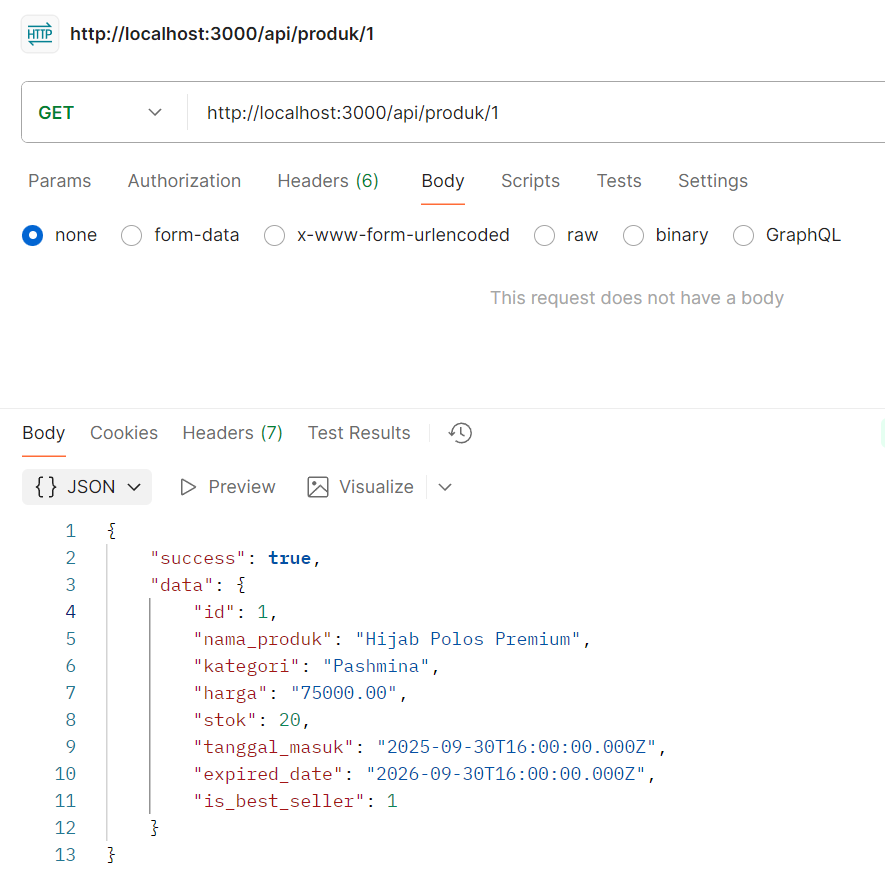 HTTP http://localhost:3000/api/produk/1
GET http://localhost:3000/api/produk/1
Params Authorization Headers (6) Body Scripts Tests Settings
none form-data x-www-form-urlencoded raw binary GraphQL
This request does not have a body
Body Cookies Headers (7) Test Results
{} JSON Preview Visualize
1 {
2 "success": true,
3 "data": {
4 "id": 1,
5 "nama_produk": "Hijab Polos Premium",
6 "kategori": "Pashmina",
7 "harga": "75000.00",
8 "stok": 20,
9 "tanggal_masuk": "2025-09-30T16:00:00.000Z",
10 "expired_date": "2026-09-30T16:00:00.000Z",
11 "is_best_seller": 1
12 }
13 }